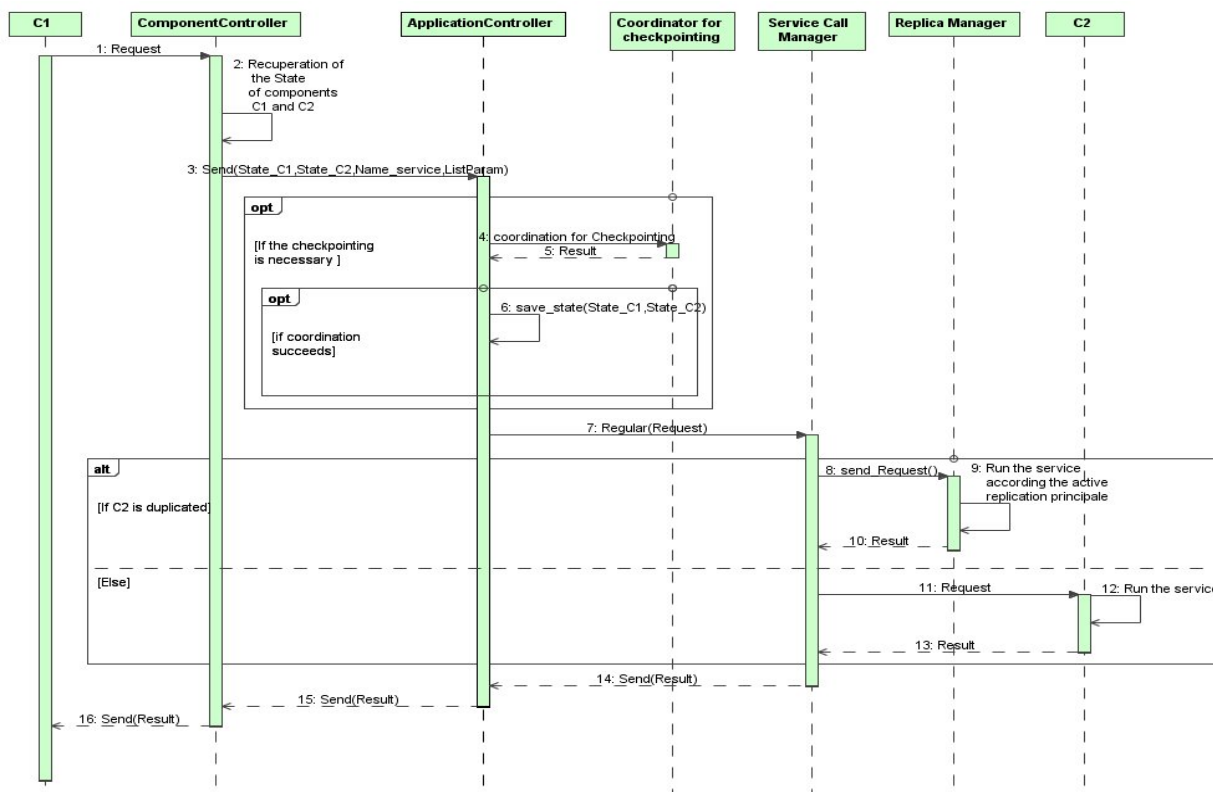 C1
ComponentController
ApplicationController
Coordinator for
checkpointing
Service Call
Manager
Replica Manager
C2
1: Request
2: Recuperation of
the State
of components
C1 and C2
3: Send(State_C1,State_C2,Name_service,ListParam)
opt
[If the checkpointing
is necessary ]
4: coordination for Checkpointing
5: Result
opt
[if coordination
succeeds]
6: save_state(State_C1,State_C2)
7: Regular(Request)
alt
[If C2 is duplicated]
8: send_Request()
9: Run the service
according the active
replication principale
10: Result
[Else]
11: Request
12: Run the service
13: Result
14: Send(Result)
15: Send(Result)
16: Send(Result)